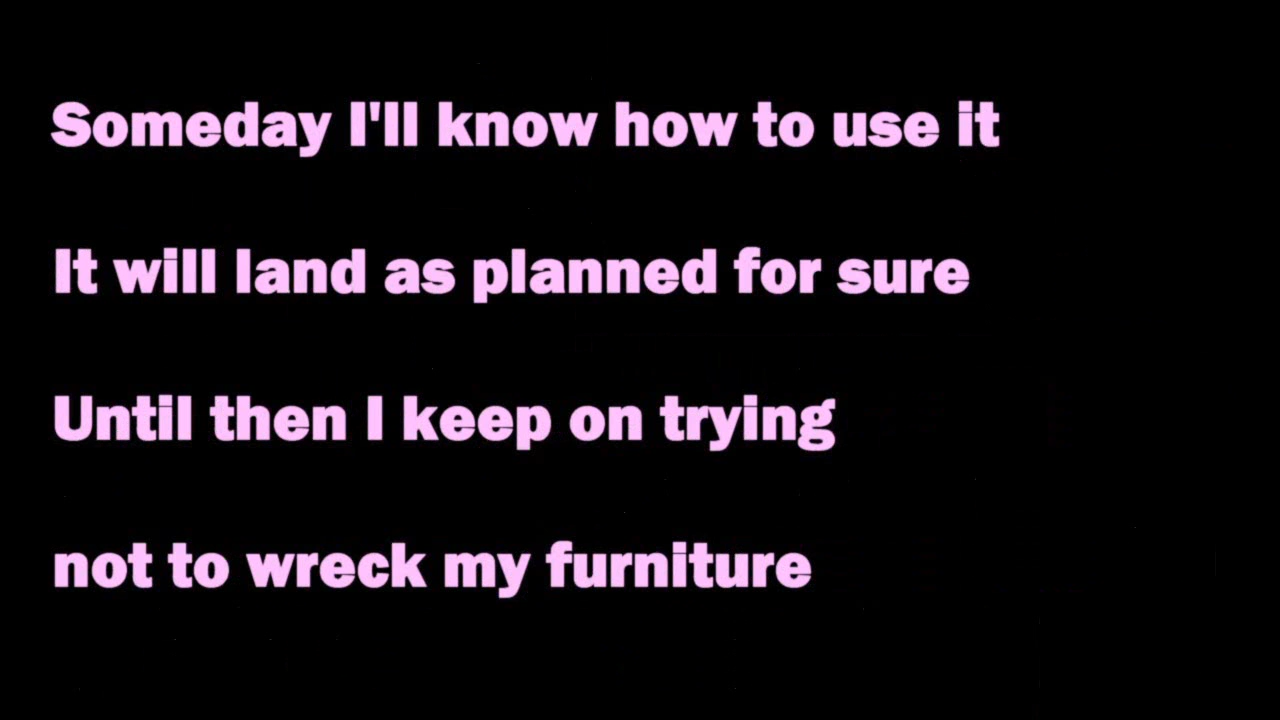 Someday I'll know how to use it
It will land as planned for sure
Until then I keep on trying
not to wreck my furniture